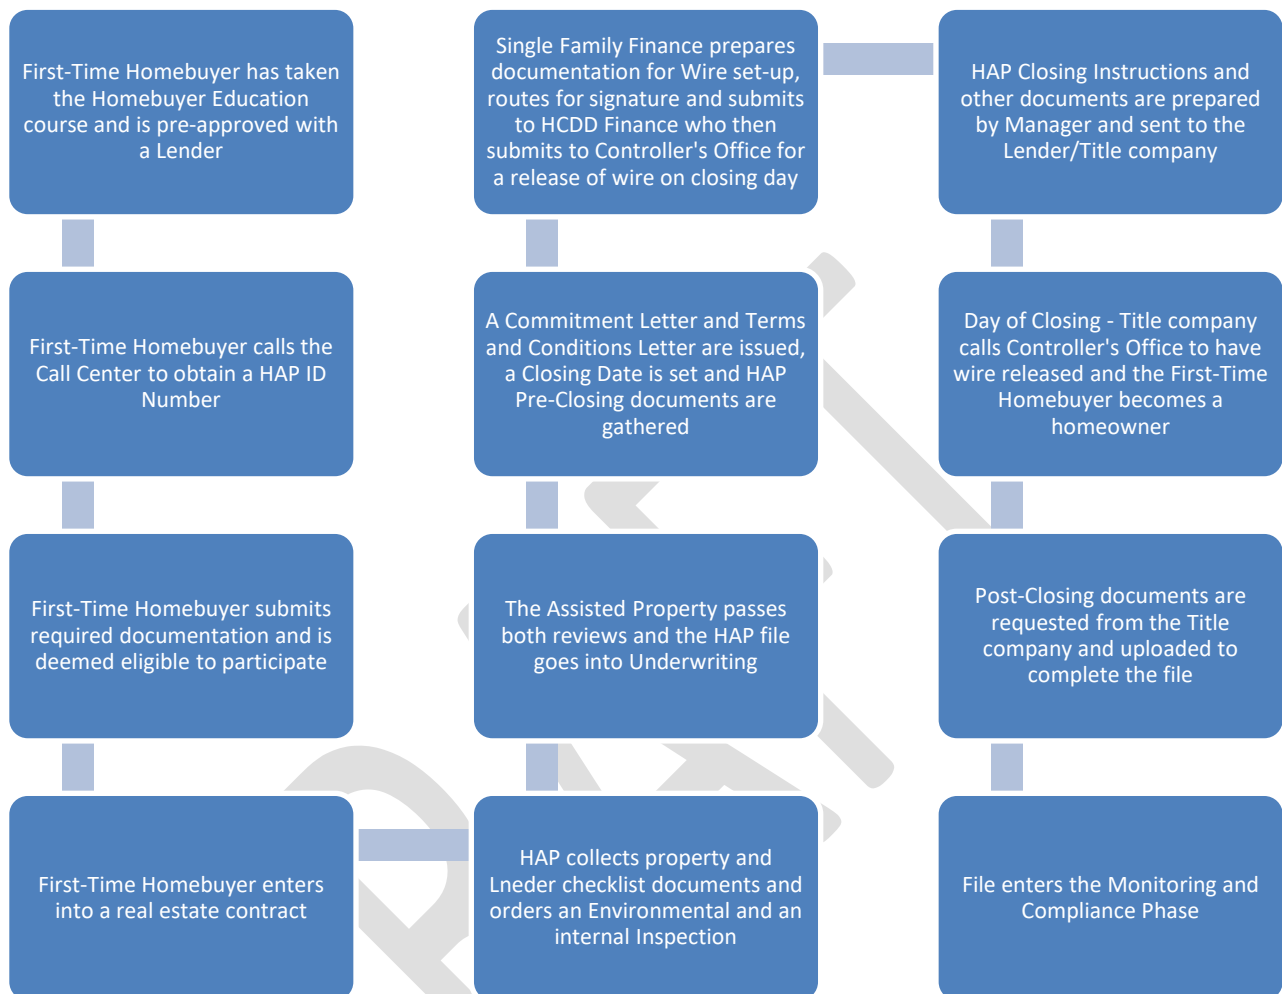 First-Time Homebuyer has taken
the Homebuyer Education
course and is pre-approved with
a Lender
First-Time Homebuyer calls the
Call Center to obtain a HAP ID
Number
First-Time Homebuyer submits
required documentation and is
deemed eligible to participate
First-Time Homebuyer enters
into a real estate contract
HAP collects property and
Lneder checklist documents and
orders an Environmental and an
internal Inspection
The Assisted Property passes
both reviews and the HAP file
goes into Underwriting
A Commitment Letter and Terms
and Conditions Letter are issued,
a Closing Date is set and HAP
Pre-Closing documents are
gathered
Single Family Finance prepares
documentation for Wire set-up,
routes for signature and submits
to HCDD Finance who then
submits to Controller's Office for
a release of wire on closing day
HAP Closing Instructions and
other documents are prepared
by Manager and sent to the
Lender/Title company
Day of Closing - Title company
calls Controller's Office to have
wire released and the First-Time
Homebuyer becomes a
homeowner
Post-Closing documents are
requested from the Title
company and uploaded to
complete the file
File enters the Monitoring and
Compliance Phase